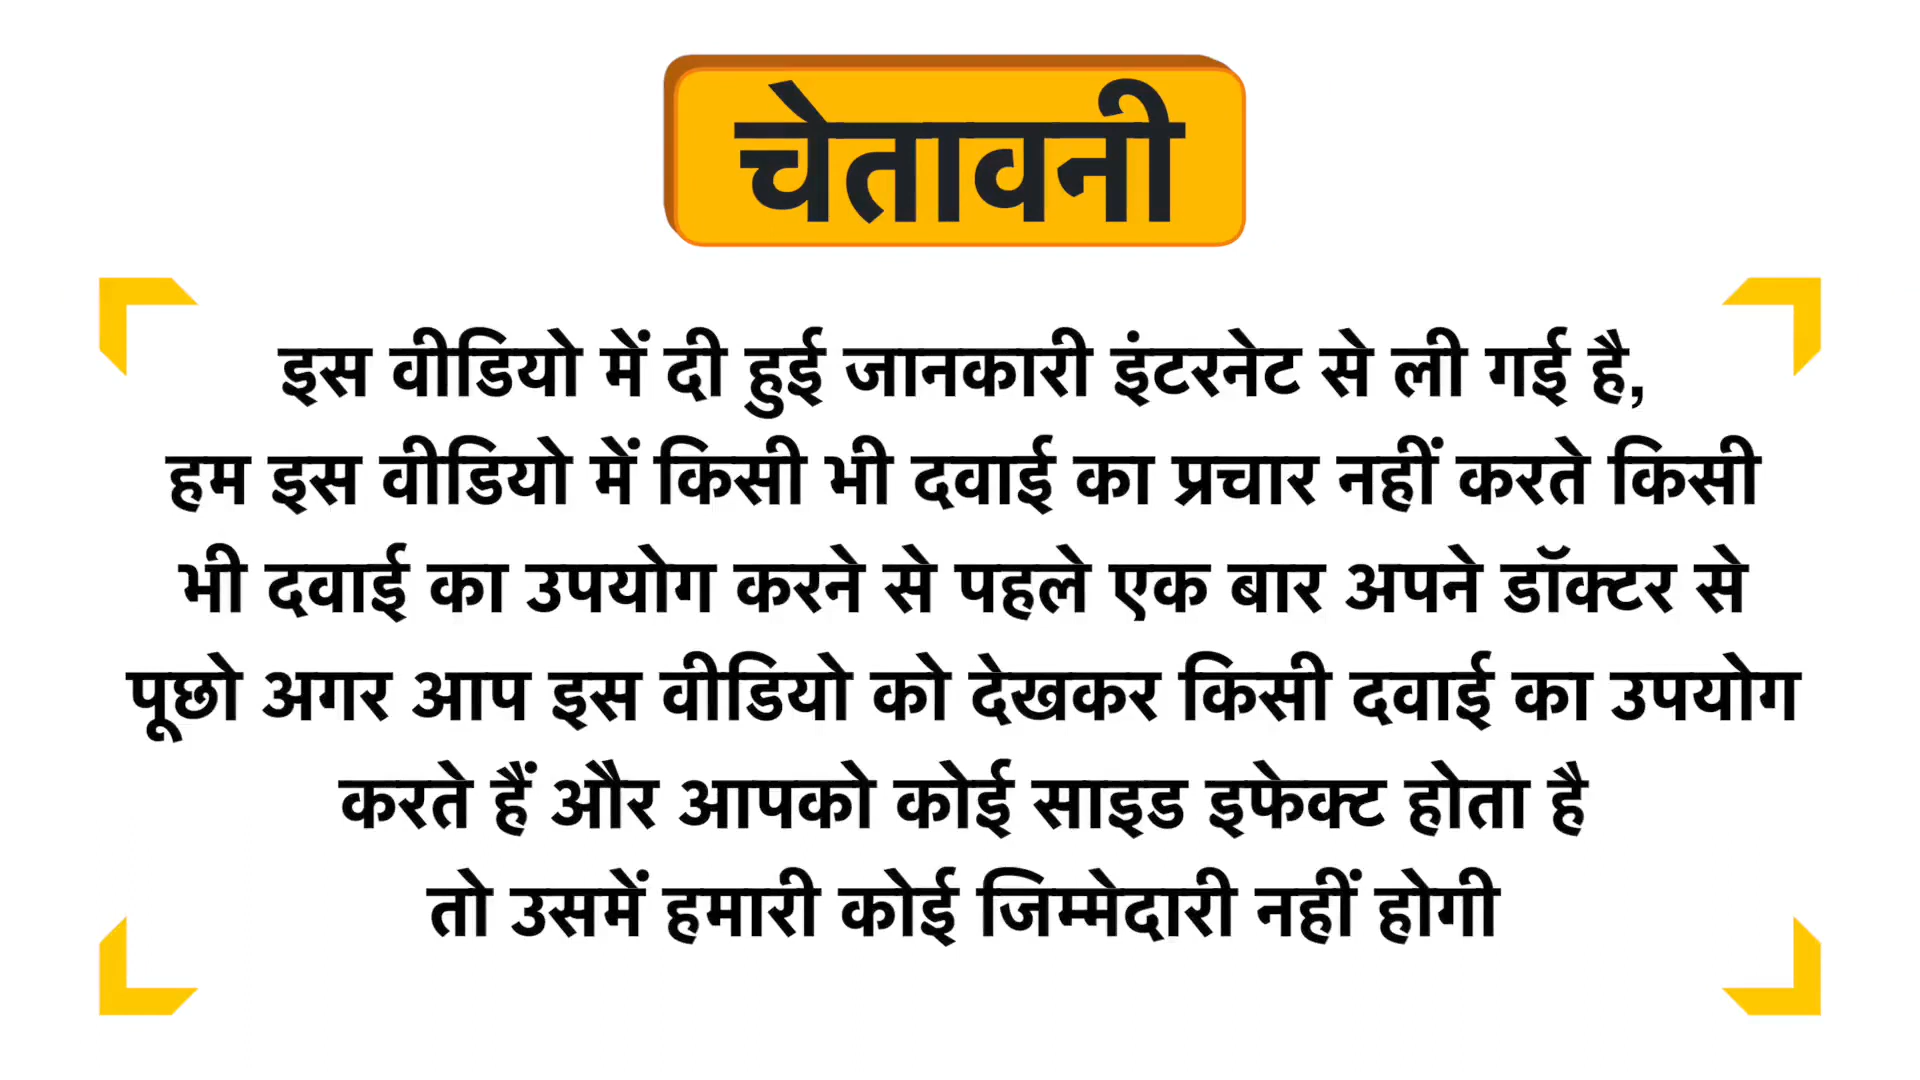 चेतावनी
इस वीडियो में दी हुई जानकारी इंटरनेट से ली गई है,
हम इस वीडियो में किसी भी दवाई का प्रचार नहीं करते किसी
भी दवाई का उपयोग करने से पहले एक बार अपने डॉक्टर से
पूछो अगर आप इस वीडियो को देखकर किसी दवाई का उपयोग
करते हैं और आपको कोई साइड इफेक्ट होता है
तो उसमें हमारी कोई जिम्मेदारी नहीं होगी